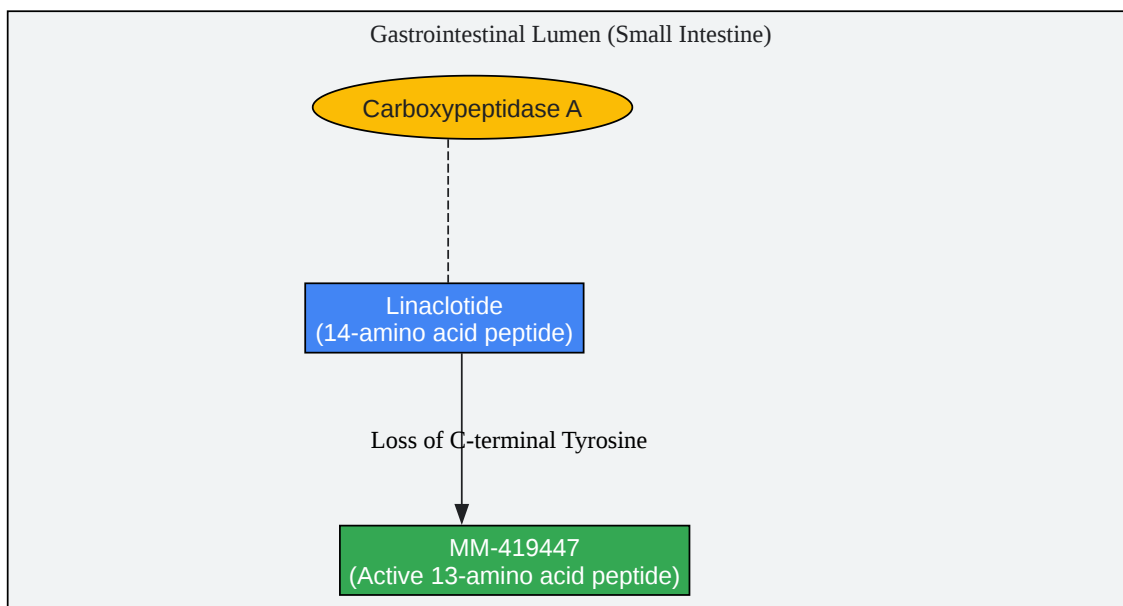 Gastrointestinal Lumen (Small Intestine)
Carboxypeptidase A
Linaclotide
(14-amino acid peptide)
Loss of C-terminal Tyrosine
MM-419447
(Active 13-amino acid peptide)